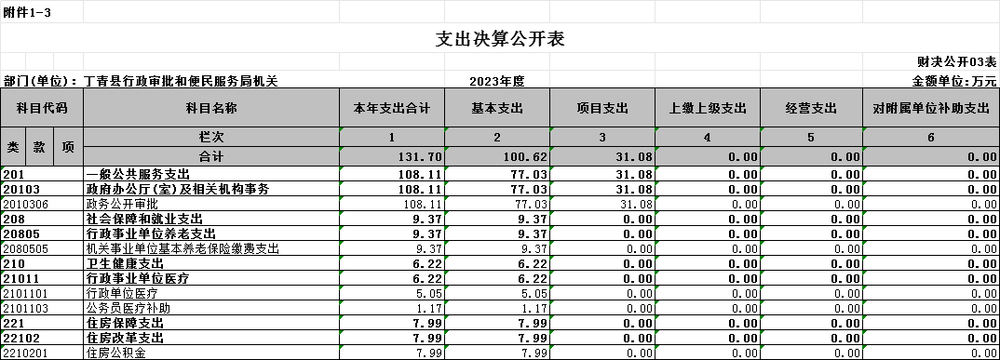 附件1-3
支出决算公开表
财决公开03表
部门(单位)：丁青县行政审批和便民服务局机关 2023年度 金额单位:万元
科目代码 科目名称 本年支出合计 基本支出 项目支出 上缴上级支出 经营支出 对附属单位补助支出
类 款 项 栏次 1 2 3 4 5 6
合计 131.70 100.62 31.08 0.00 0.00 0.00
201 一般公共服务支出 108.11 77.03 31.08 0.00 0.00 0.00
20103 政府办公厅(室)及相关机构事务 108.11 77.03 31.08 0.00 0.00 0.00
2010306 政务公开审批 108.11 77.03 31.08 0.00 0.00 0.00
208 社会保障和就业支出 9.37 9.37 0.00 0.00 0.00 0.00
20805 行政事业单位养老支出 9.37 9.37 0.00 0.00 0.00 0.00
2080505 机关事业单位基本养老保险缴费支出 9.37 9.37 0.00 0.00 0.00 0.00
210 卫生健康支出 6.22 6.22 0.00 0.00 0.00 0.00
21011 行政事业单位医疗 6.22 6.22 0.00 0.00 0.00 0.00
2101101 行政单位医疗 5.05 5.05 0.00 0.00 0.00 0.00
2101103 公务员医疗补助 1.17 1.17 0.00 0.00 0.00 0.00
221 住房保障支出 7.99 7.99 0.00 0.00 0.00 0.00
22102 住房改革支出 7.99 7.99 0.00 0.00 0.00 0.00
2210201 住房公积金 7.99 7.99 0.00 0.00 0.00 0.00